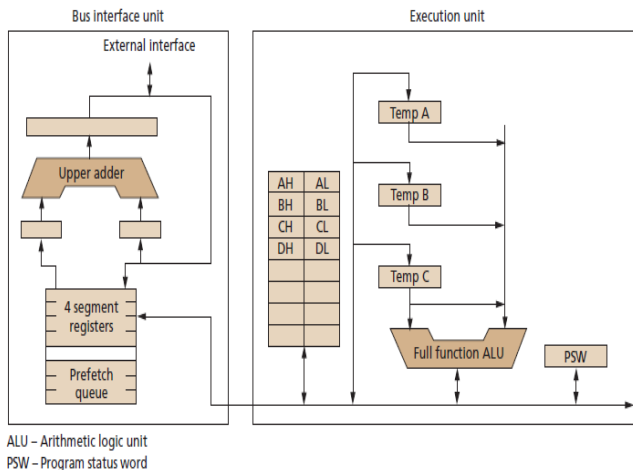 Bus interface unit
Execution unit
External interface
Upper adder
4 segment
registers
Prefetch
queue
AH AL
BH BL
CH CL
DH DL
Temp A
Temp B
Temp C
Full function ALU
PSW
ALU – Arithmetic logic unit
PSW – Program status word